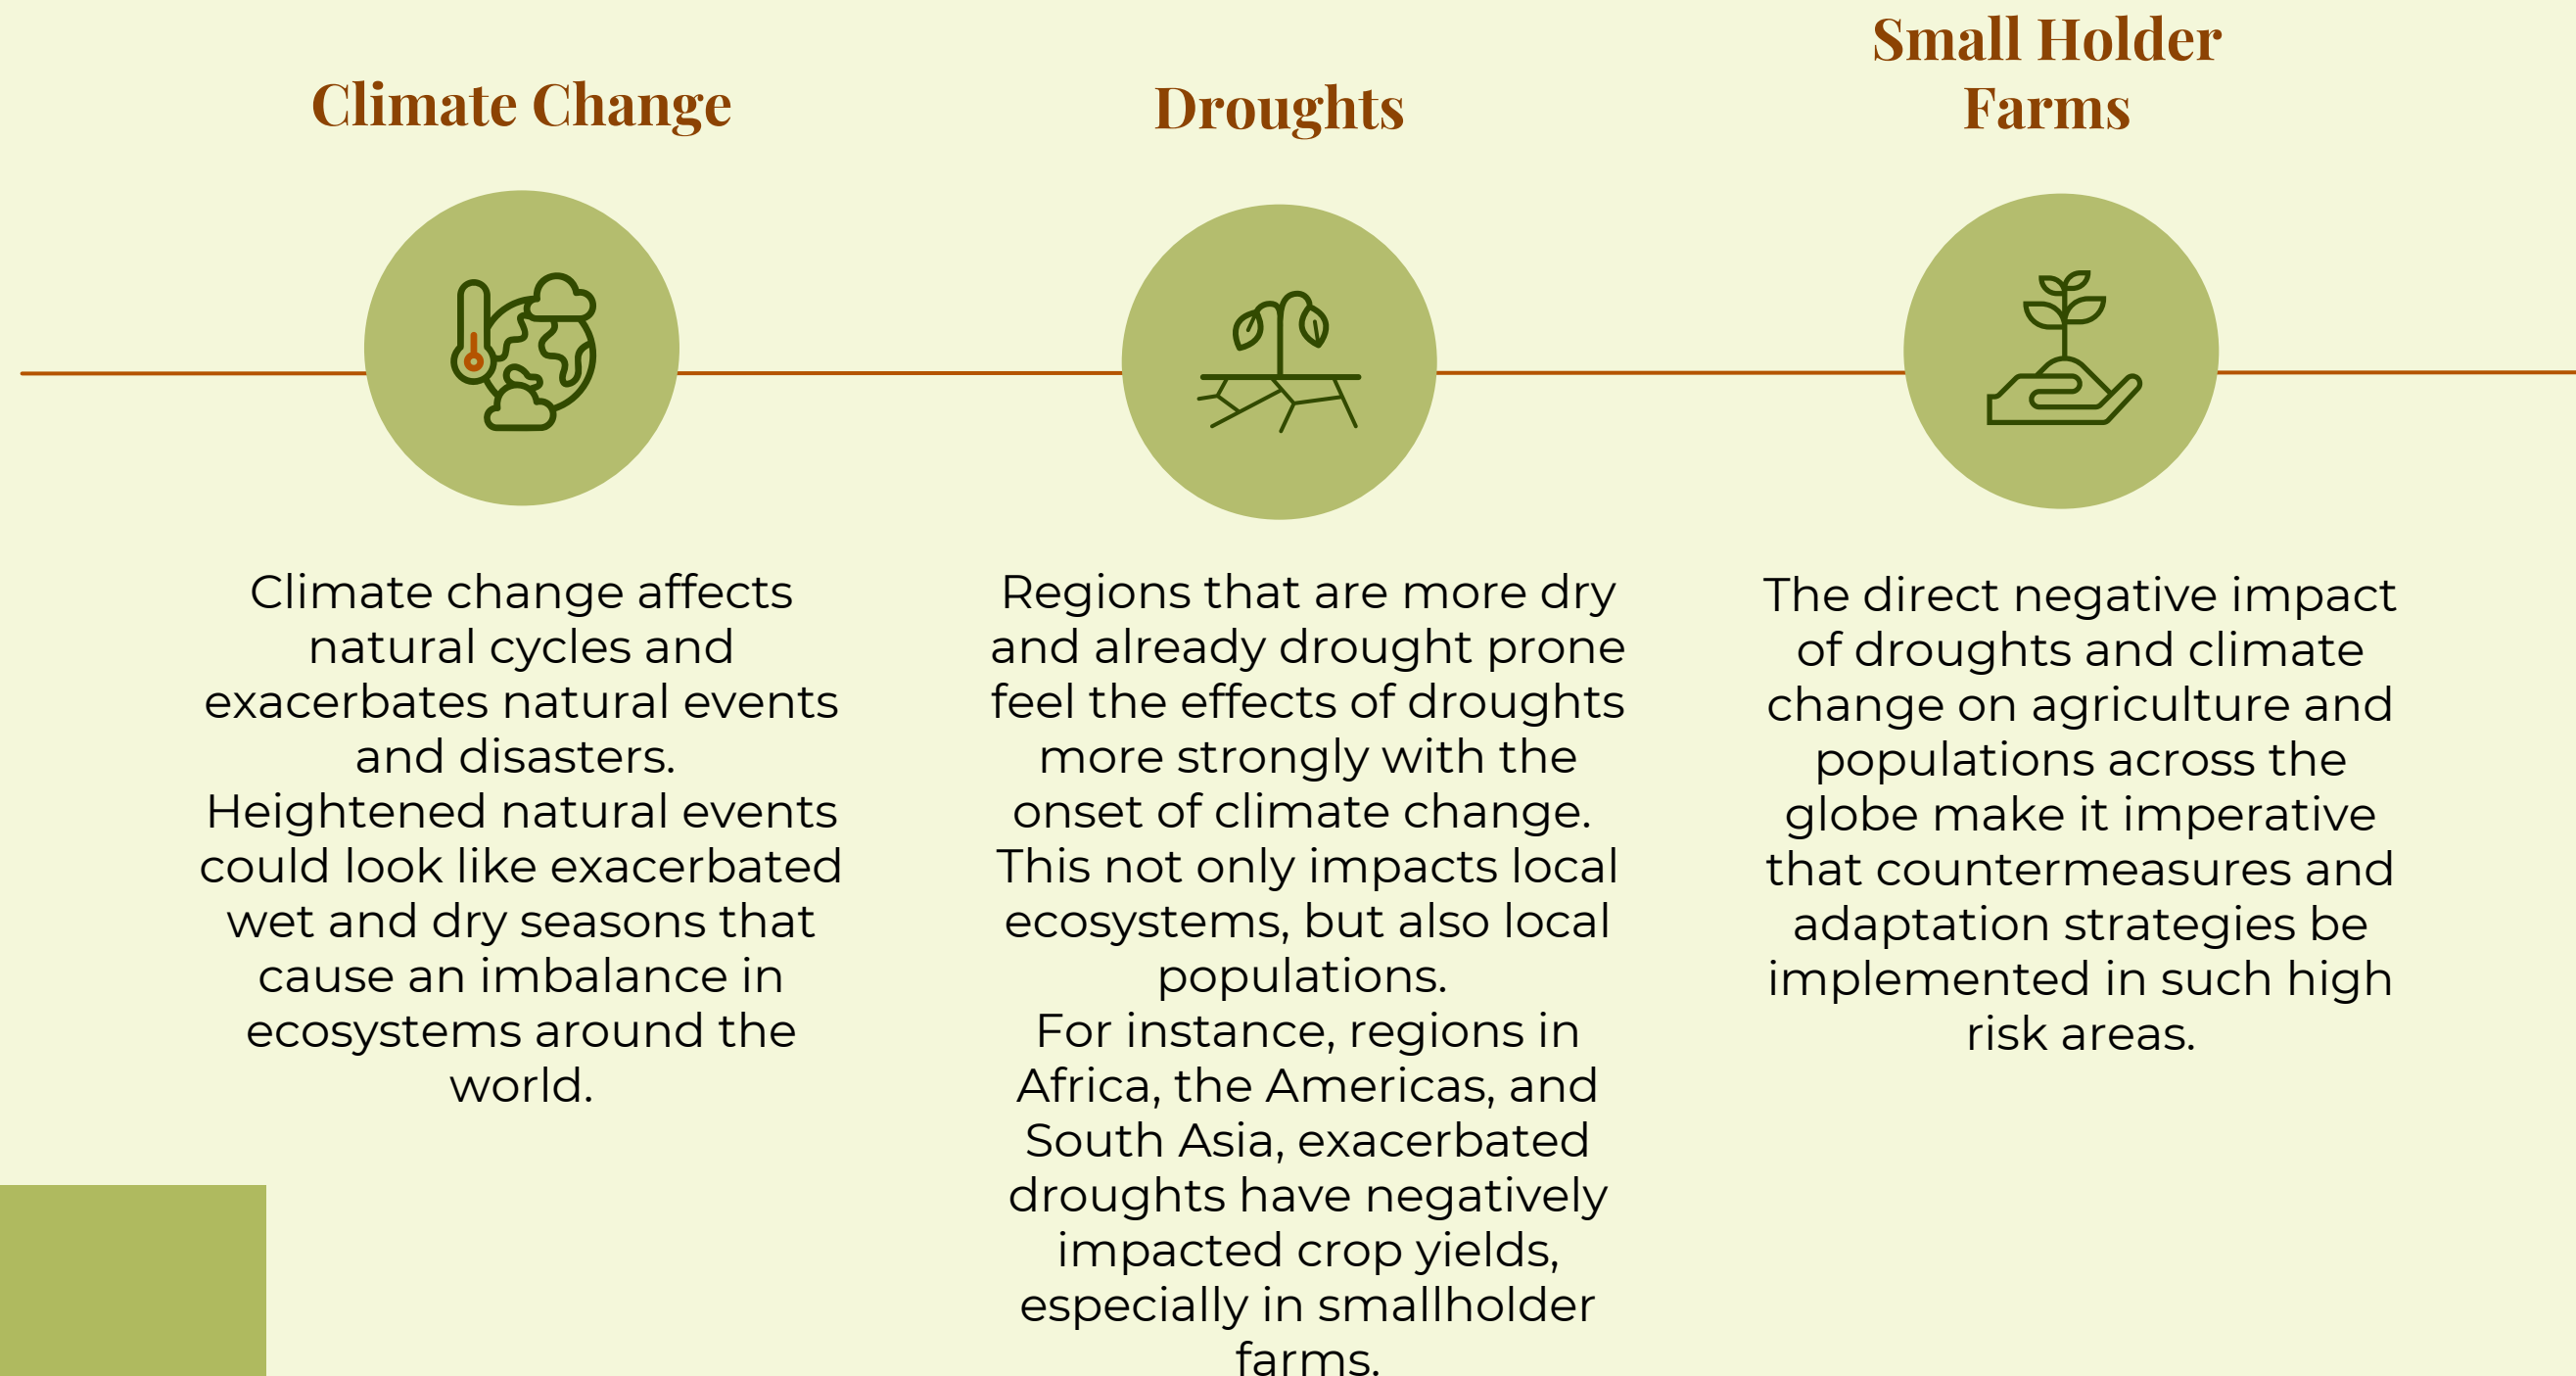 Climate Change
Climate change affects
natural cycles and
exacerbates natural events
and disasters.
Heightened natural events
could look like exacerbated
wet and dry seasons that
cause an imbalance in
ecosystems around the
world.
Droughts
Regions that are more dry
and already drought prone
feel the effects of droughts
more strongly with the
onset of climate change.
This not only impacts local
ecosystems, but also local
populations.
For instance, regions in
Africa, the Americas, and
South Asia, exacerbated
droughts have negatively
impacted crop yields,
especially in smallholder
farms.
Small Holder
Farms
The direct negative impact
of droughts and climate
change on agriculture and
populations across the
globe make it imperative
that countermeasures and
adaptation strategies be
implemented in such high
risk areas.